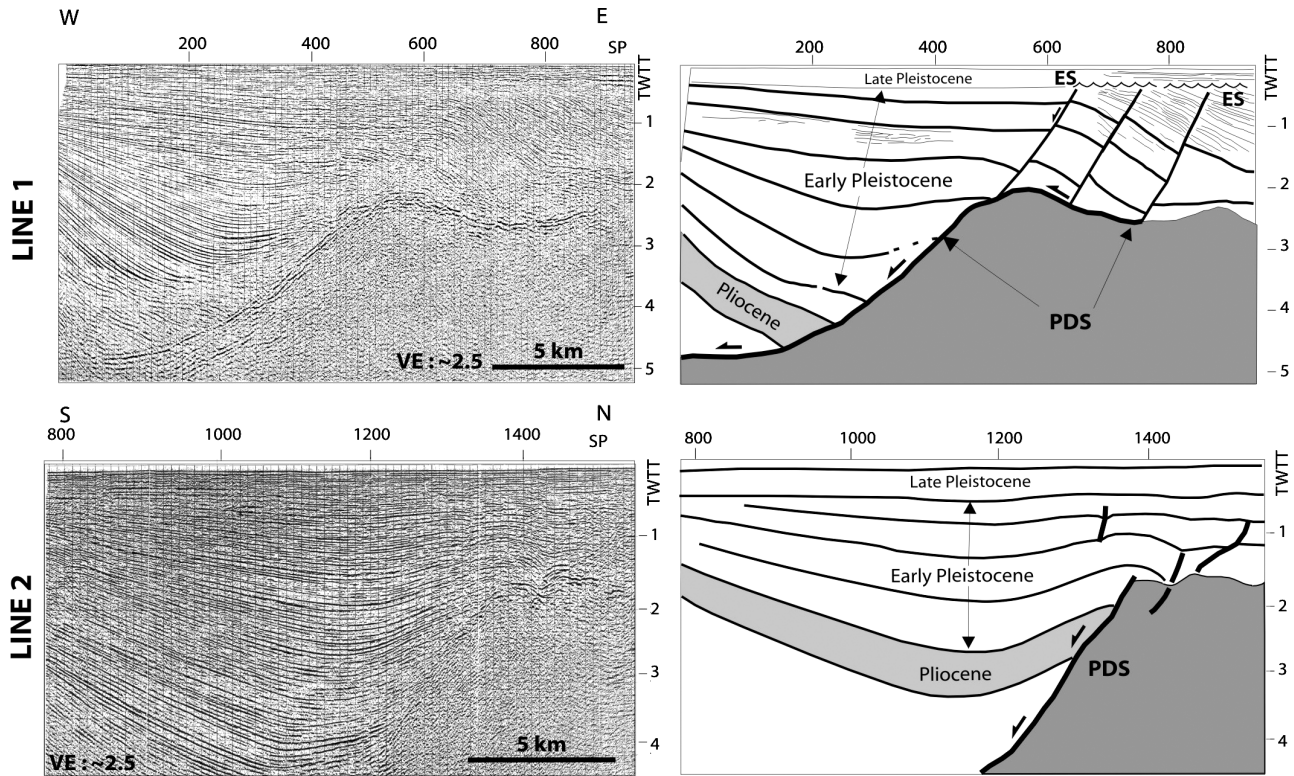 W
E
200
400
600
800
SP
TWTT
1
2
3
4
5
LINE 1
VE : ~2.5
5 km
200
400
600
800
TWTT
Late Pleistocene
ES
ES
Early Pleistocene
Pliocene
PDS
1
2
3
4
5
S
N
800
1000
1200
1400
SP
TWTT
1
2
3
4
LINE 2
VE : ~2.5
5 km
800
1000
1200
1400
TWTT
Late Pleistocene
Early Pleistocene
Pliocene
PDS
1
2
3
4